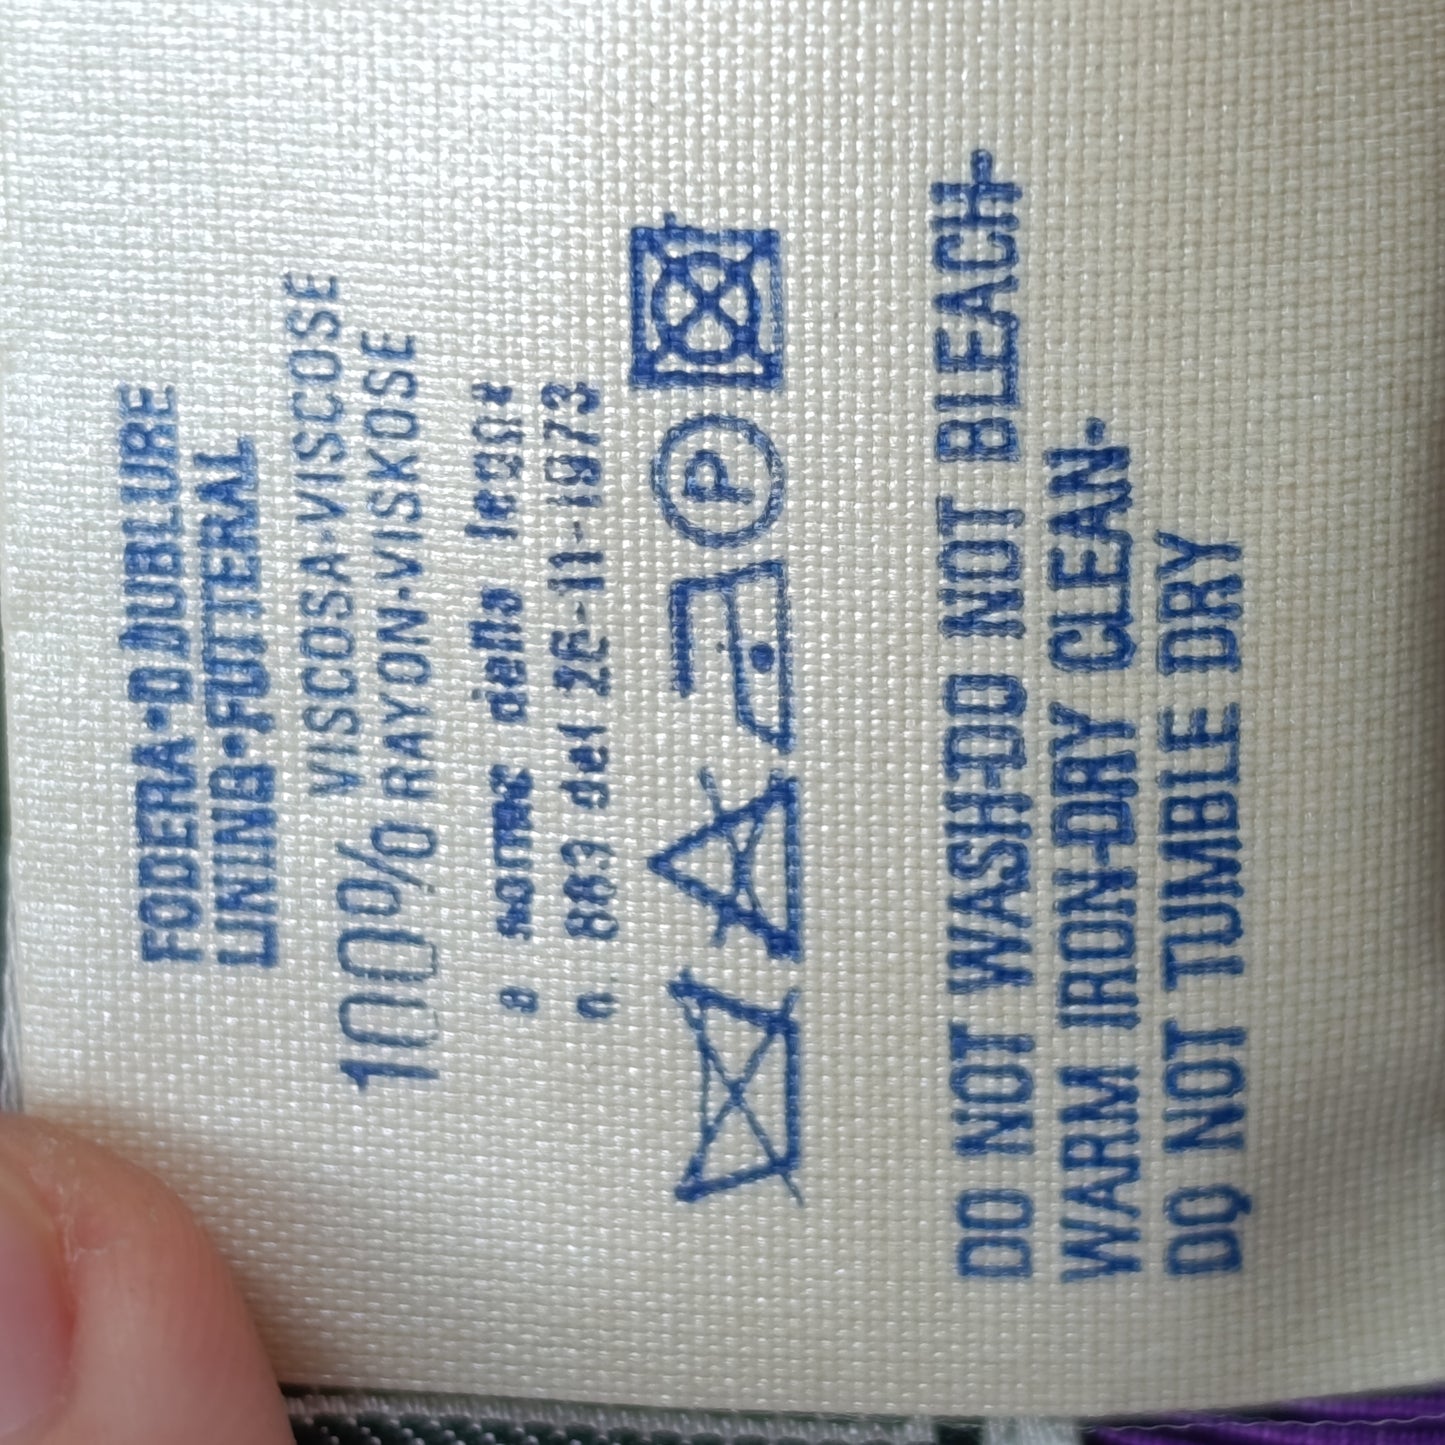 FODERA•DOUBLURE
LINING•FUTTERAL
100% VISCOSA-VISCOSE
RAYON-VISKOSE
a norme della legge
n. 883 del 26-11-1973
P
DO NOT WASH-DO NOT BLEACH-
WARM IRON-DRY CLEAN-
DO NOT TUMBLE DRY